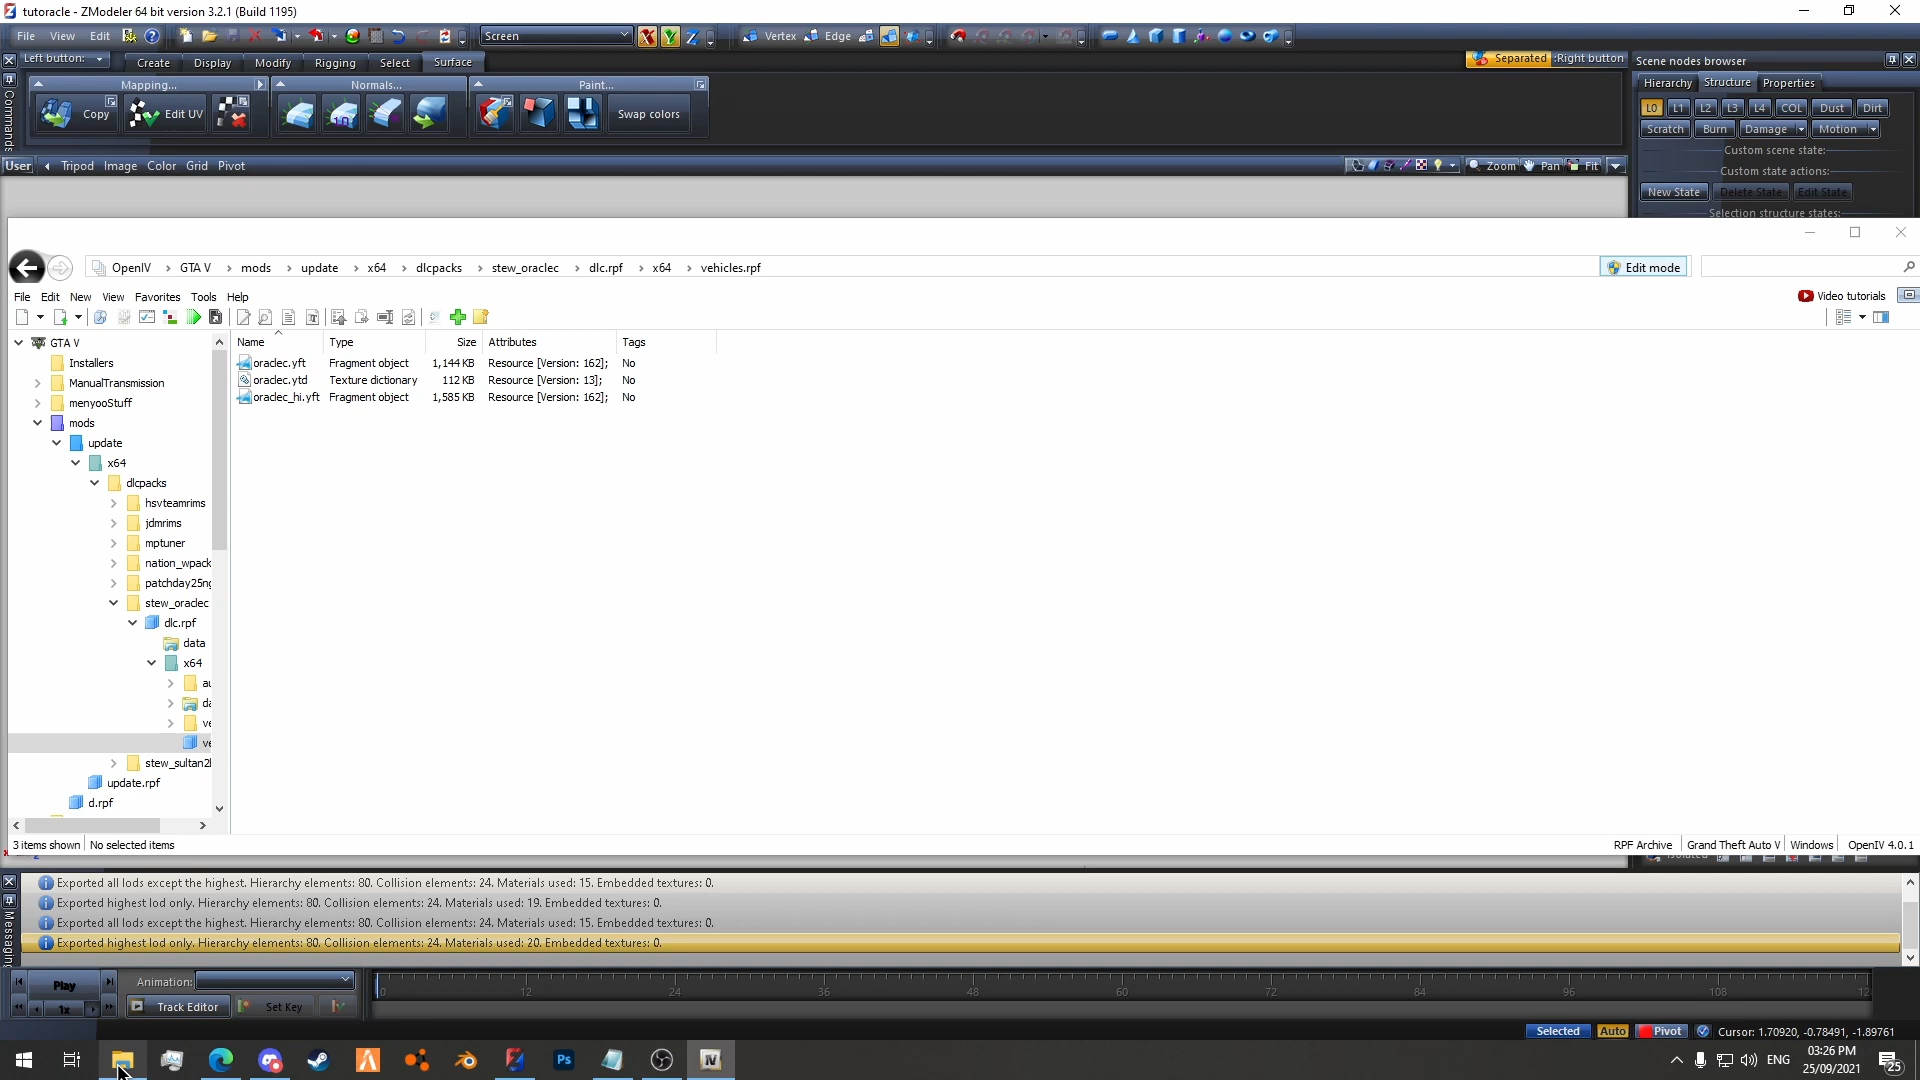 tutoracle - ZModeler 64 bit version 3.2.1 (Build 1195)
File View Edit Screen Vertex Edge
Left button: Create Display Modify Rigging Select Surface Separated :Right button Scene nodes browser
Mapping... Normals... Paint... Hierarchy Structure Properties
Copy Edit UV Swap colors L0 L1 L2 L3 L4 COL Dust Dirt
Commands
Scratch Burn Damage Motion
Custom scene state:
User Tripod Image Color Grid Pivot Zoom Pan Fit Custom state actions:
New State Delete State Edit State
Selection structure states:
OpenIV GTA V mods update x64 dlcpacks stew_oraclec dlc.rpf x64 vehicles.rpf Edit mode
File Edit New View Favorites Tools Help Video tutorials
GTA V Name Type Size Attributes Tags
Installers oraclec.yft Fragment object 1,144 KB Resource [Version: 162]; No
ManualTransmission oraclec.ytd Texture dictionary 112 KB Resource [Version: 13]; No
menyooStuff oraclec_hi.yft Fragment object 1,585 KB Resource [Version: 162]; No
mods
update
x64
dlcpacks
hsvteamrims
jdmrims
mptuner
nation_wpack
patchday25ng
stew_oraclec
dlc.rpf
data
x64
au
da
ve
ve
stew_sultan2
update.rpf
d.rpf
3 items shown No selected items RPF Archive Grand Theft Auto V Windows OpenIV 4.0.1
Exported all lods except the highest. Hierarchy elements: 80. Collision elements: 24. Materials used: 15. Embedded textures: 0.
Exported highest lod only. Hierarchy elements: 80. Collision elements: 24. Materials used: 19. Embedded textures: 0.
Exported all lods except the highest. Hierarchy elements: 80. Collision elements: 24. Materials used: 15. Embedded textures: 0.
Exported highest lod only. Hierarchy elements: 80. Collision elements: 24. Materials used: 20. Embedded textures: 0.
Messaging
Play Animation:
0 12 24 36 48 60 72 84 96 108 12
1x Track Editor Set Key
Selected Auto Pivot Cursor: 1.70920, -0.78491, -1.89761
ENG 03:26 PM
25/09/2021 25